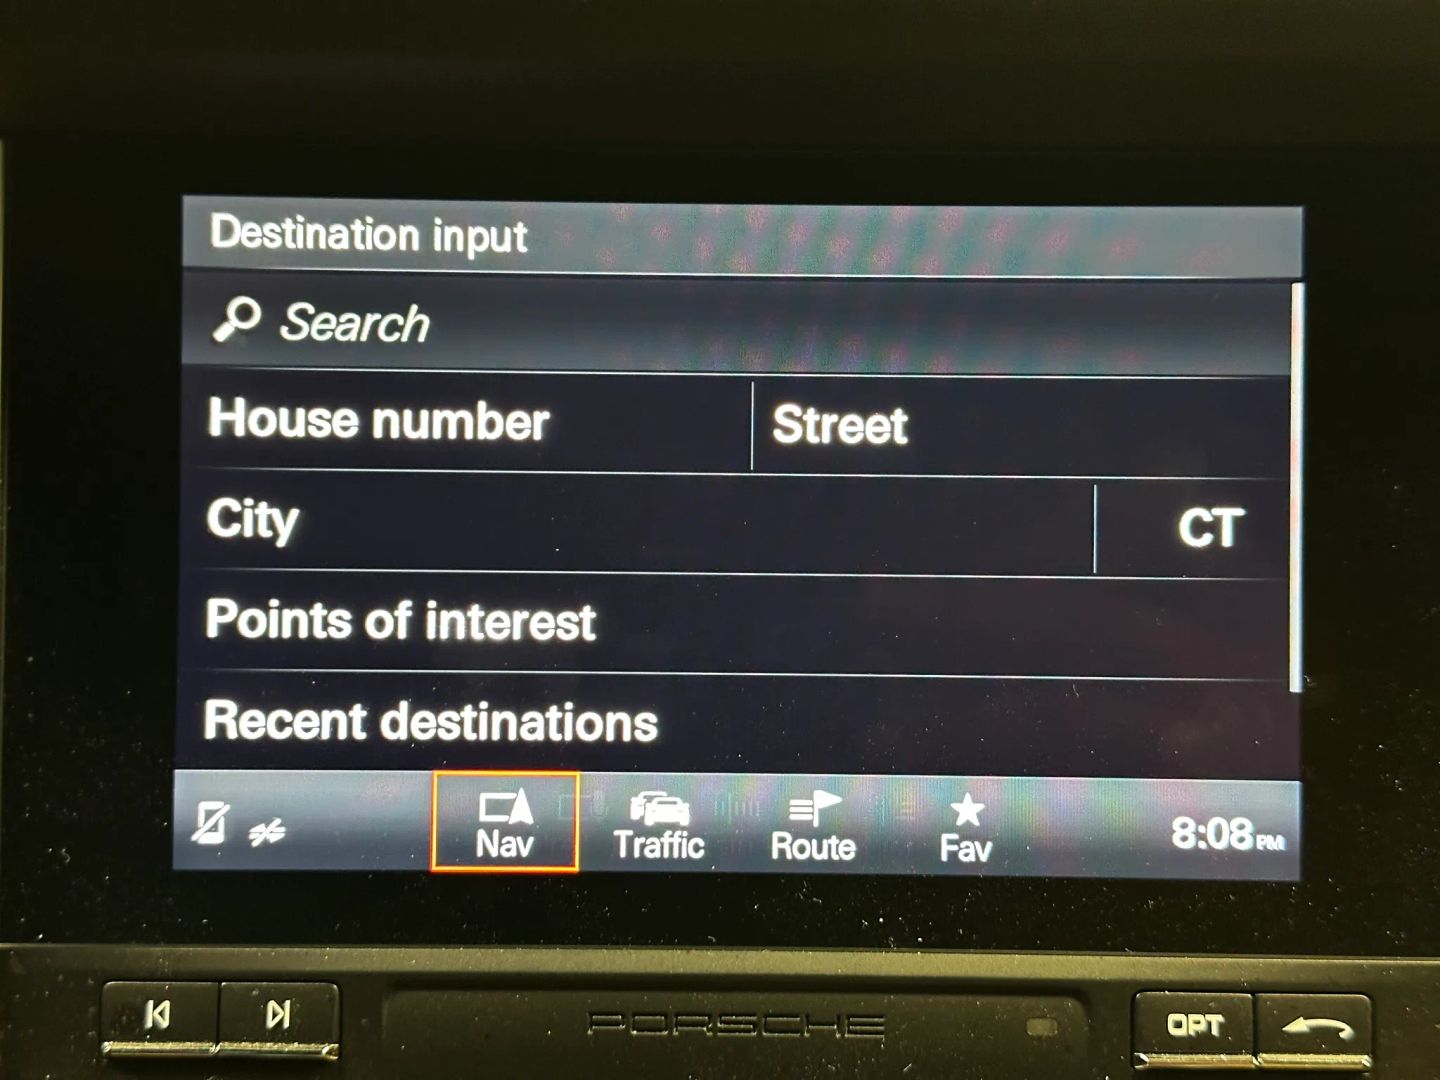 Destination input
Search
House number Street
City CT
Points of interest
Recent destinations
Nav Traffic Route Fav 8:08 PM
PORSCHE OPT